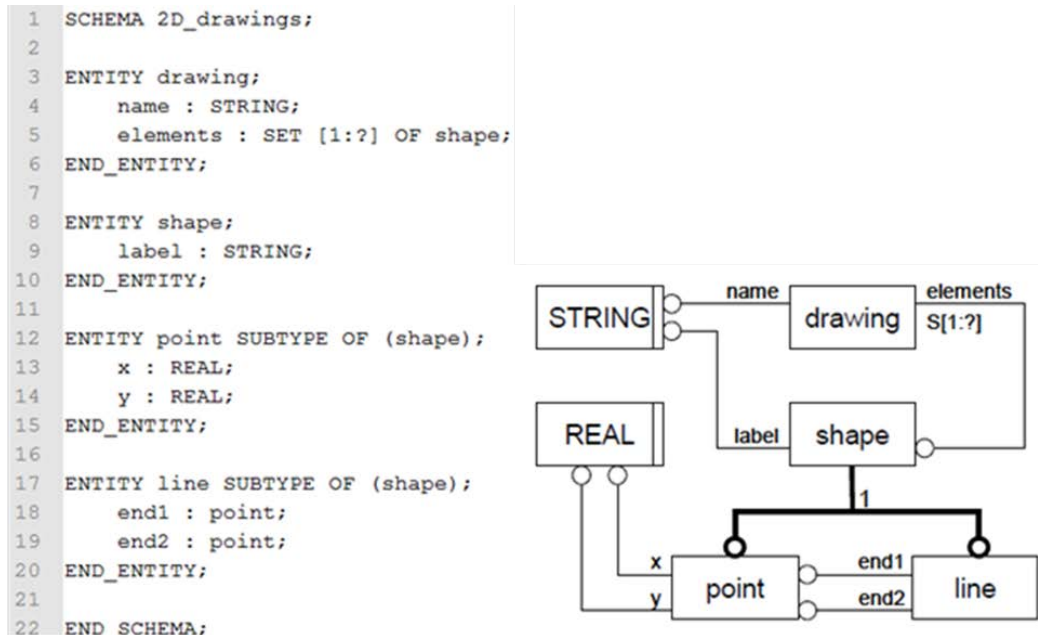 1 SCHEMA 2D_drawings;
2
3 ENTITY drawing;
4 name : STRING;
5 elements : SET [1:?] OF shape;
6 END_ENTITY;
7
8 ENTITY shape;
9 label : STRING;
10 END_ENTITY;
11
12 ENTITY point SUBTYPE OF (shape);
13 x : REAL;
14 y : REAL;
15 END_ENTITY;
16
17 ENTITY line SUBTYPE OF (shape);
18 end1 : point;
19 end2 : point;
20 END_ENTITY;
21
22 END_SCHEMA;
name elements
STRING drawing S[1:?]
REAL label shape
1
x end1
point line
y end2